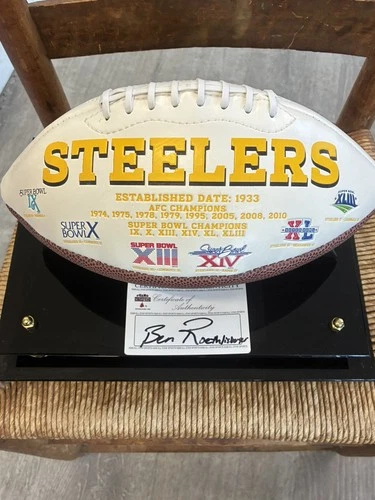 STEELERS
ESTABLISHED DATE: 1933
AFC CHAMPIONS
1974, 1975, 1978, 1979, 1995, 2005, 2008, 2010
SUPER BOWL CHAMPIONS
IX, X, XIII, XIV, XL, XLIII
SUPER BOWL
IX
SUPER
BOWL X
SUPER BOWL
XIII
Super Bowl
XIV
XL
XLIII
Certificate of
Authenticity
Ben Roethlisberger